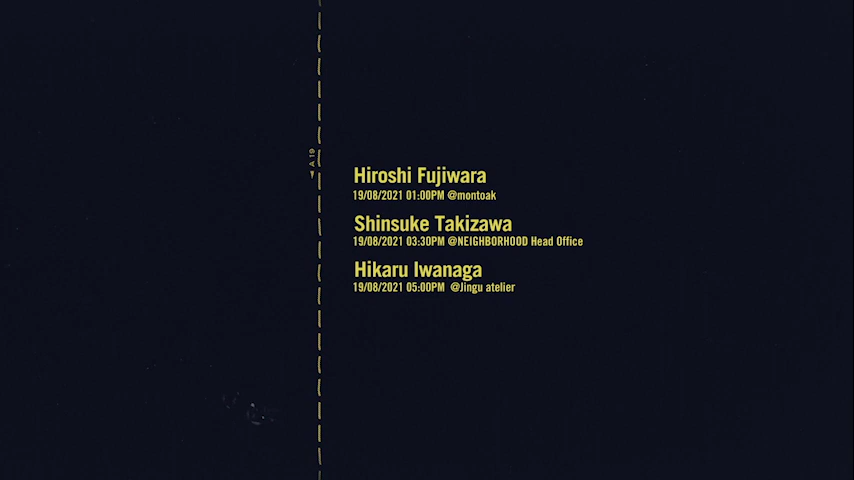 ◄ A 19
Hiroshi Fujiwara
19/08/2021 01:00PM @montoak
Shinsuke Takizawa
19/08/2021 03:30PM @NEIGHBORHOOD Head Office
Hikaru Iwanaga
19/08/2021 05:00PM @Jingu atelier